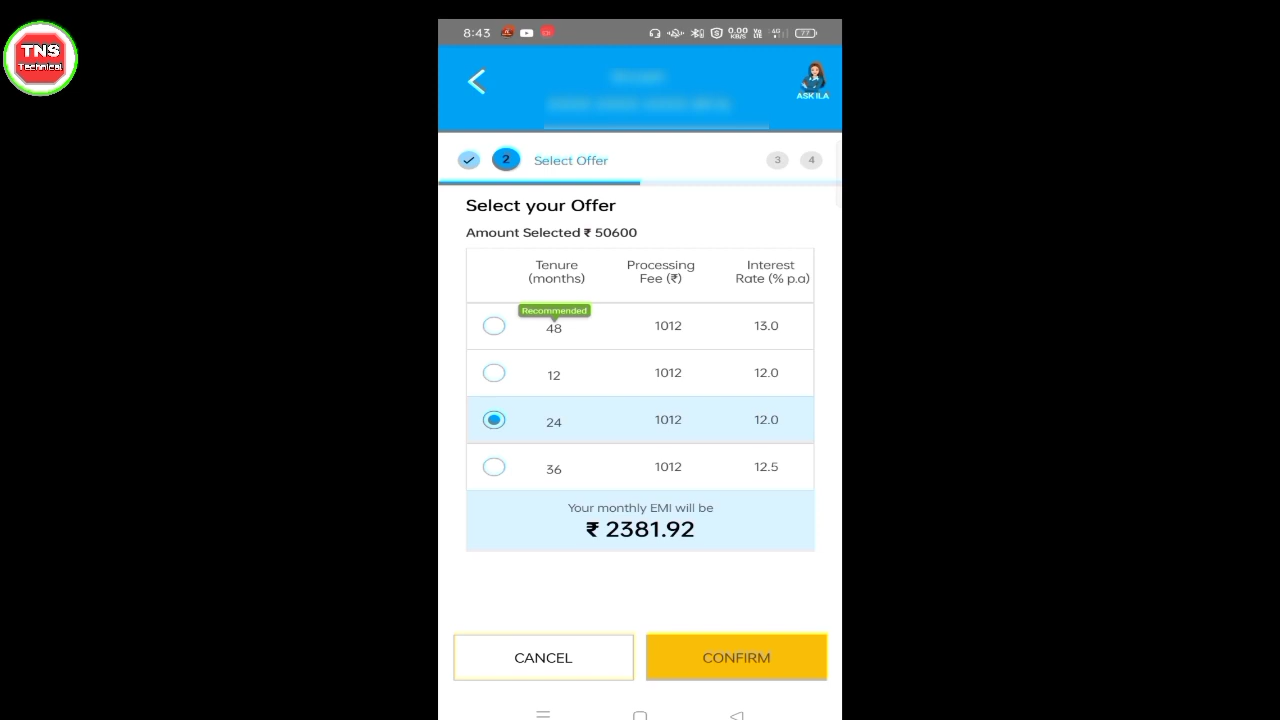 TNS
Technical
8:43
0.00
KB/S
77
ASK ILA
2
Select Offer
3
4
Select your Offer
Amount Selected ₹ 50600
Tenure
(months)
Processing
Fee (₹)
Interest
Rate (% p.a)
Recommended
48 1012 13.0
12 1012 12.0
24 1012 12.0
36 1012 12.5
Your monthly EMI will be
₹ 2381.92
CANCEL
CONFIRM